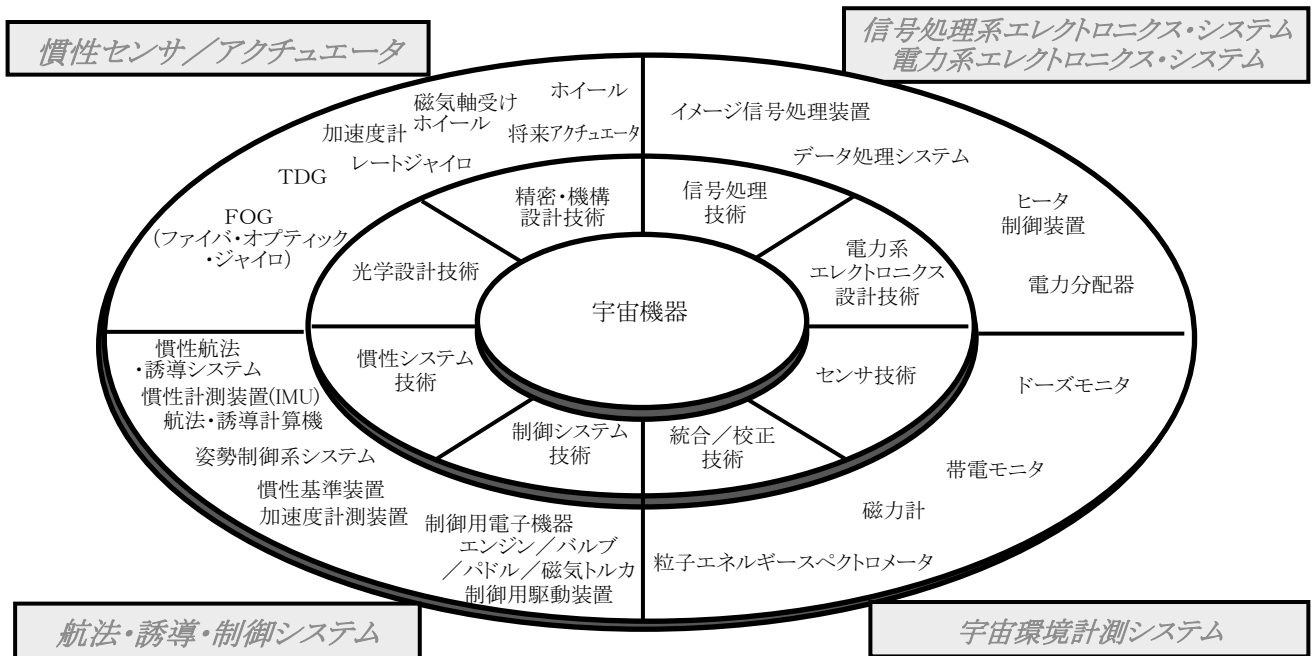 慣性センサ／アクチュエータ
信号処理系エレクトロニクス・システム
電力系エレクトロニクス・システム
ホイール
磁気軸受け
ホイール
加速度計
将来アクチュエータ
レートジャイロ
TDG
FOG
(ファイバ・オプティック
・ジャイロ)
イメージ信号処理装置
データ処理システム
ヒータ
制御装置
電力分配器
精密・機構
設計技術
信号処理
技術
光学設計技術
電力系
エレクトロニクス
設計技術
宇宙機器
慣性システム
技術
センサ技術
制御システム
技術
統合／校正
技術
慣性航法
・誘導システム
慣性計測装置(IMU)
航法・誘導計算機
姿勢制御系システム
慣性基準装置
加速度計測装置
制御用電子機器
エンジン／バルブ
／パドル／磁気トルカ
制御用駆動装置
ドーズモニタ
帯電モニタ
磁力計
粒子エネルギースペクトロメータ
航法・誘導・制御システム
宇宙環境計測システム